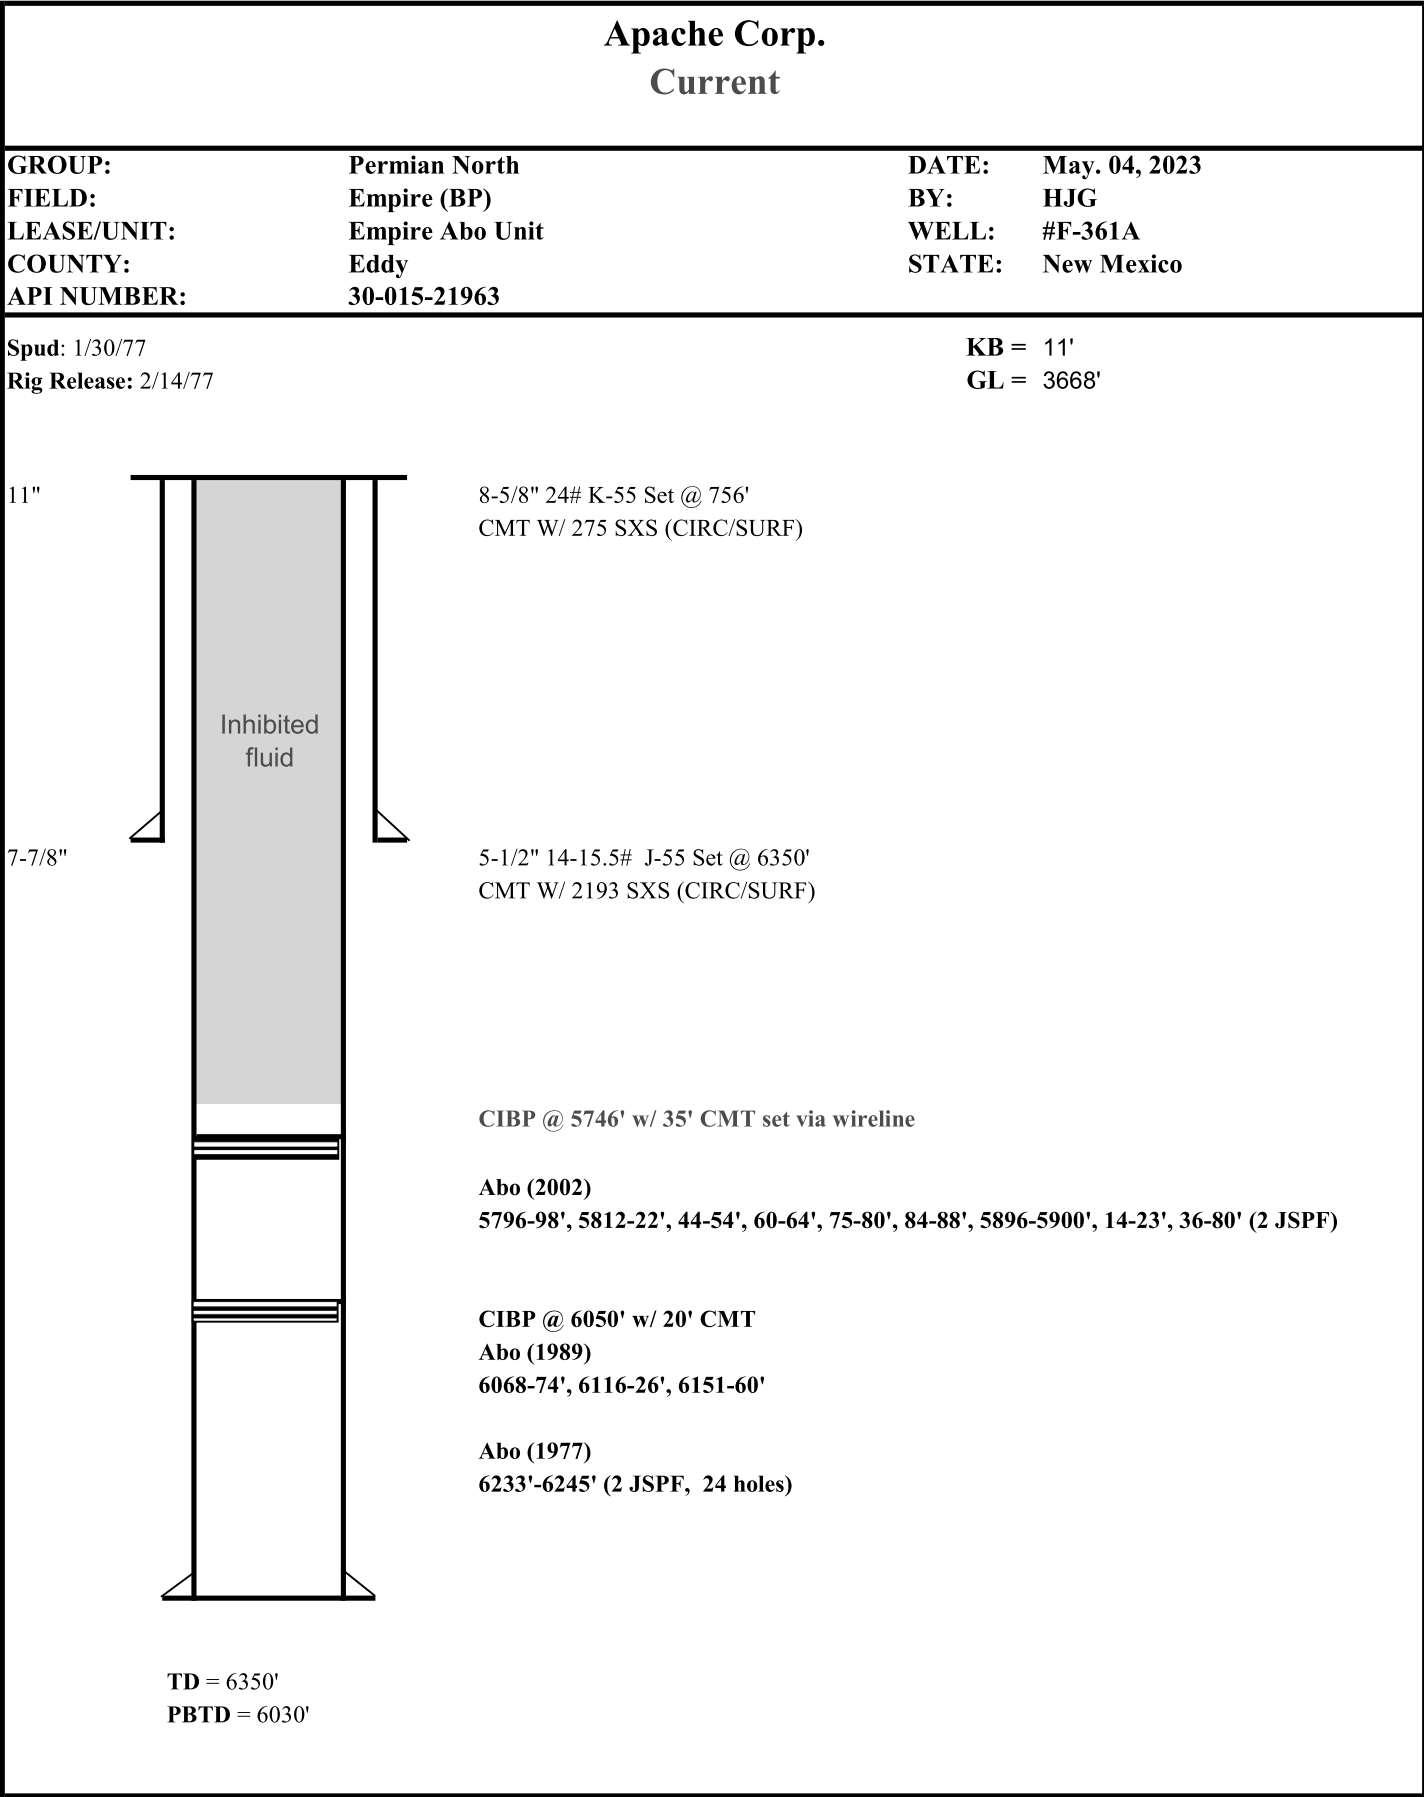 Apache Corp.
Current
GROUP: Permian North DATE: May. 04, 2023
FIELD: Empire (BP) BY: HJG
LEASE/UNIT: Empire Abo Unit WELL: #F-361A
COUNTY: Eddy STATE: New Mexico
API NUMBER: 30-015-21963
Spud: 1/30/77 KB = 11'
Rig Release: 2/14/77 GL = 3668'
11" 8-5/8" 24# K-55 Set @ 756'
CMT W/ 275 SXS (CIRC/SURF)
Inhibited
fluid
7-7/8" 5-1/2" 14-15.5#  J-55 Set @ 6350'
CMT W/ 2193 SXS (CIRC/SURF)
CIBP @ 5746' w/ 35' CMT set via wireline
Abo (2002)
5796-98', 5812-22', 44-54', 60-64', 75-80', 84-88', 5896-5900', 14-23', 36-80' (2 JSPF)
CIBP @ 6050' w/ 20' CMT
Abo (1989)
6068-74', 6116-26', 6151-60'
Abo (1977)
6233'-6245' (2 JSPF,  24 holes)
TD = 6350'
PBTD = 6030'